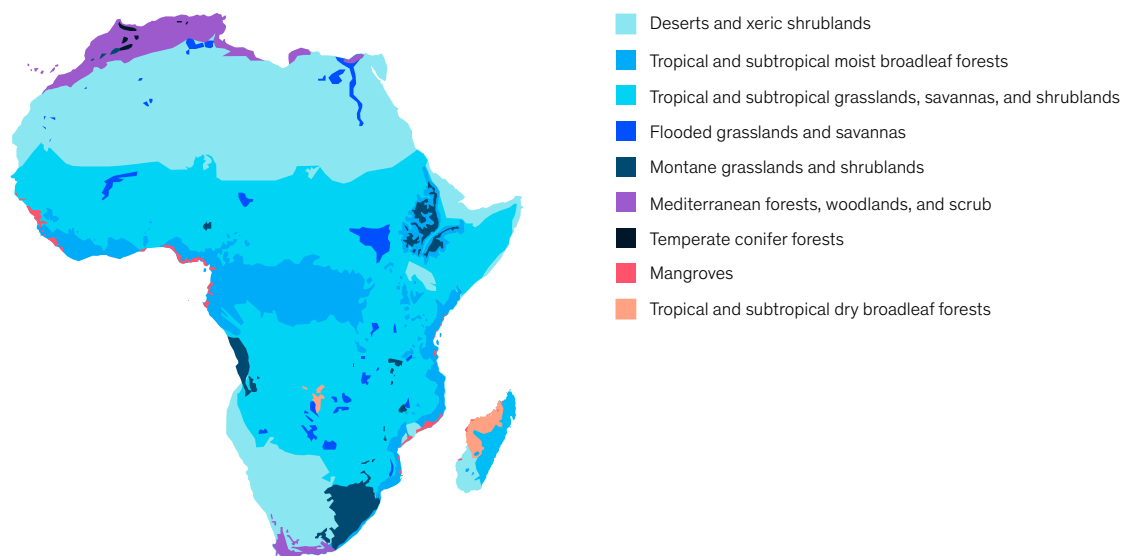 Deserts and xeric shrublands
Tropical and subtropical moist broadleaf forests
Tropical and subtropical grasslands, savannas, and shrublands
Flooded grasslands and savannas
Montane grasslands and shrublands
Mediterranean forests, woodlands, and scrub
Temperate conifer forests
Mangroves
Tropical and subtropical dry broadleaf forests